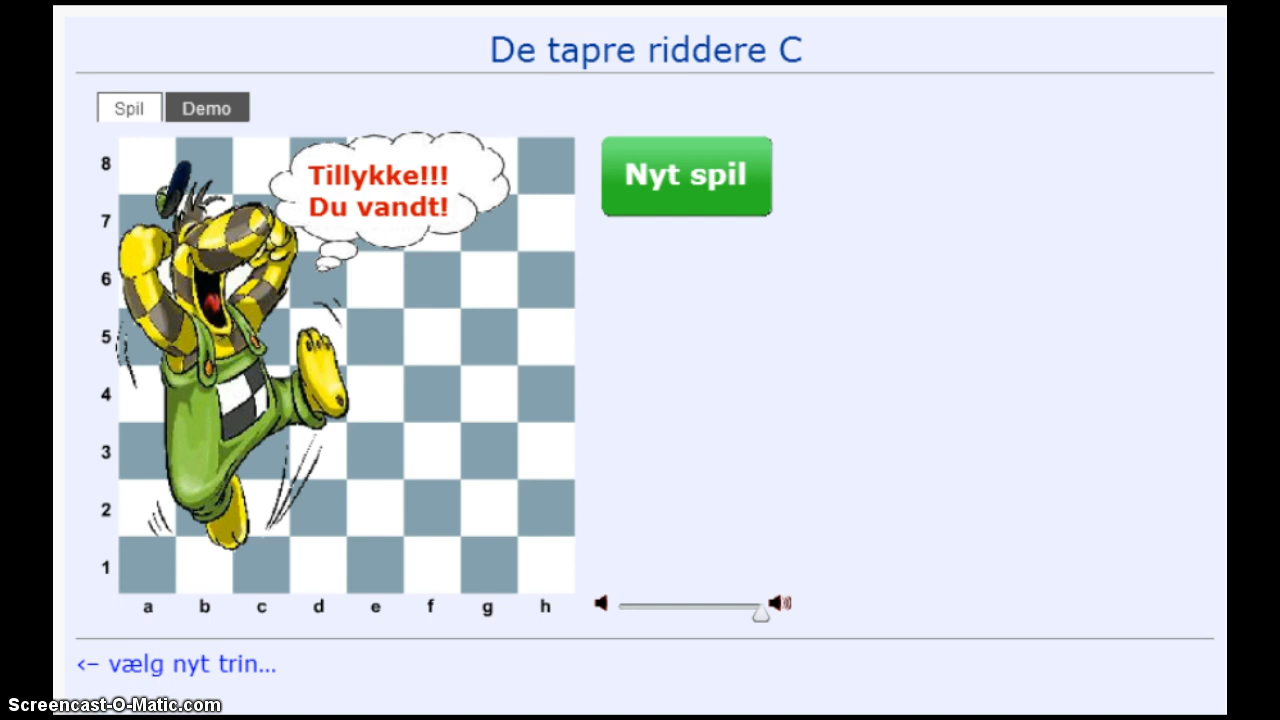 De tapre riddere C
Spil
Demo
Tillykke!!!
Du vandt!
Nyt spil
8
7
6
5
4
3
2
1
a b c d e f g h
<– vælg nyt trin...
Screencast-O-Matic.com